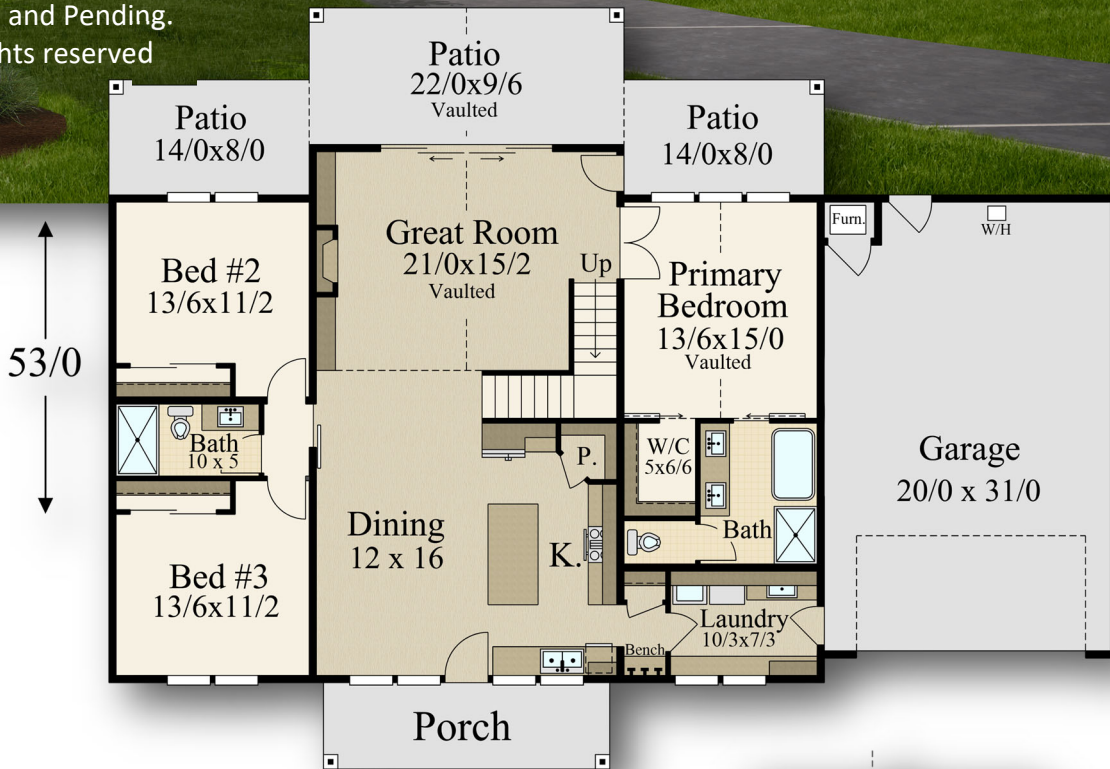 and Pending.
hts reserved
Patio
22/0x9/6
Vaulted
Patio
14/0x8/0
Patio
14/0x8/0
Furn.
W/H
Great Room
21/0x15/2
Vaulted
Up
Bed #2
13/6x11/2
Primary
Bedroom
13/6x15/0
Vaulted
53/0
Bath
10 x 5
P.
W/C
5x6/6
Garage
20/0 x 31/0
Dining
12 x 16
K.
Bath
Bed #3
13/6x11/2
Laundry
10/3x7/3
Bench
Porch